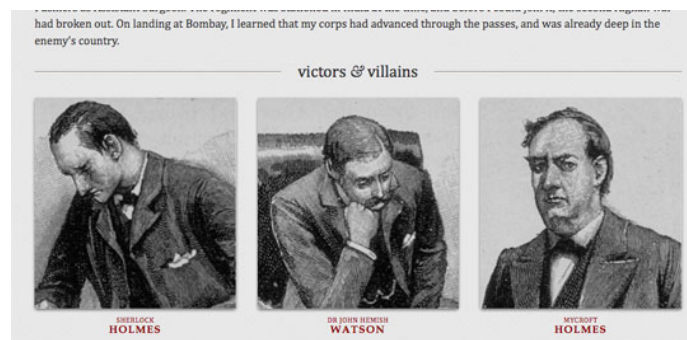 had broken out. On landing at Bombay, I learned that my corps had advanced through the passes, and was already deep in the
enemy's country.
victors & villains
SHERLOCK
HOLMES
DR JOHN HEMISH
WATSON
MYCROFT
HOLMES